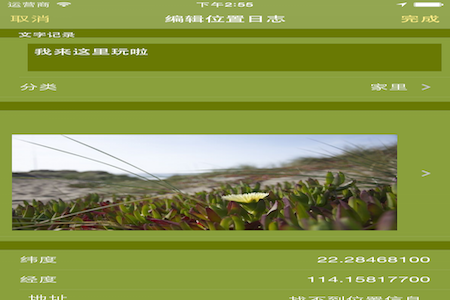 运营商 下午2:55
取消 编辑位置日志 完成
文字记录
我来这里玩啦
分类 家里 >
>
纬度 22.28468100
经度 114.15817700
地址 找不到位置信息